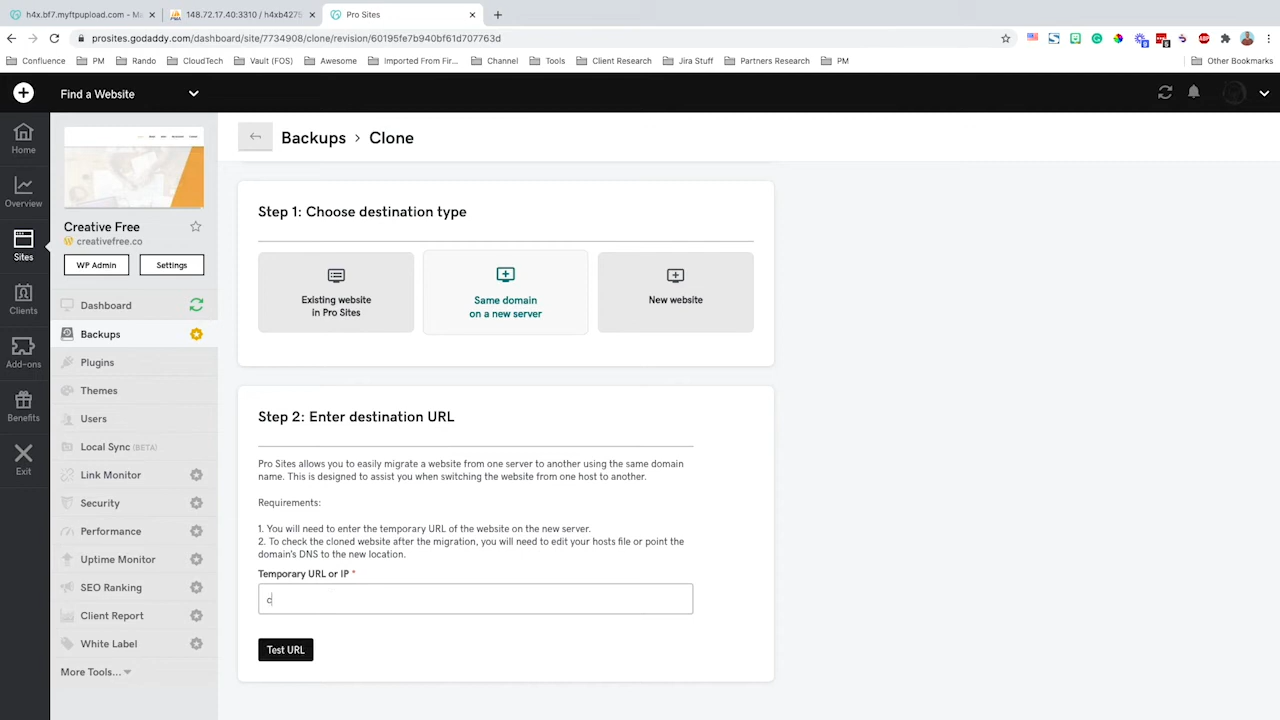 h4x.bf7.myftpupload.com - M
148.72.17.40:3310 / h4xb4275
Pro Sites
prosites.godaddy.com/dashboard/site/7734908/clone/revision/60195fe7b940bf61d707763d
Confluence
PM
Rando
CloudTech
Vault (FOS)
Awesome
Imported From Fir...
Channel
Tools
Client Research
Jira Stuff
Partners Research
PM
Other Bookmarks
Find a Website
Home
Overview
Sites
Clients
Add-ons
Benefits
Exit
Creative Free
creativefree.co
WP Admin
Settings
Dashboard
Backups
Plugins
Themes
Users
Local Sync (BETA)
Link Monitor
Security
Performance
Uptime Monitor
SEO Ranking
Client Report
White Label
More Tools...
Backups > Clone
Step 1: Choose destination type
Existing website
in Pro Sites
Same domain
on a new server
New website
Step 2: Enter destination URL
Pro Sites allows you to easily migrate a website from one server to another using the same domain
name. This is designed to assist you when switching the website from one host to another.
Requirements:
1. You will need to enter the temporary URL of the website on the new server.
2. To check the cloned website after the migration, you will need to edit your hosts file or point the
domain's DNS to the new location.
Temporary URL or IP *
c
Test URL